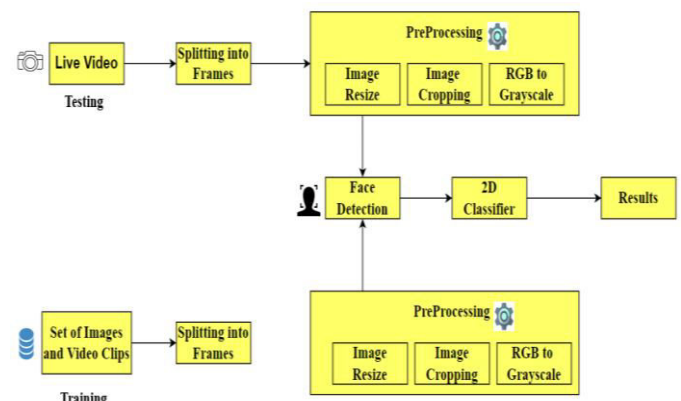 PreProcessing
Live Video
Splitting into
Frames
Image
Resize
Image
Cropping
RGB to
Grayscale
Testing
Face
Detection
2D
Classifier
Results
PreProcessing
Set of Images
and Video Clips
Splitting into
Frames
Image
Resize
Image
Cropping
RGB to
Grayscale
Training